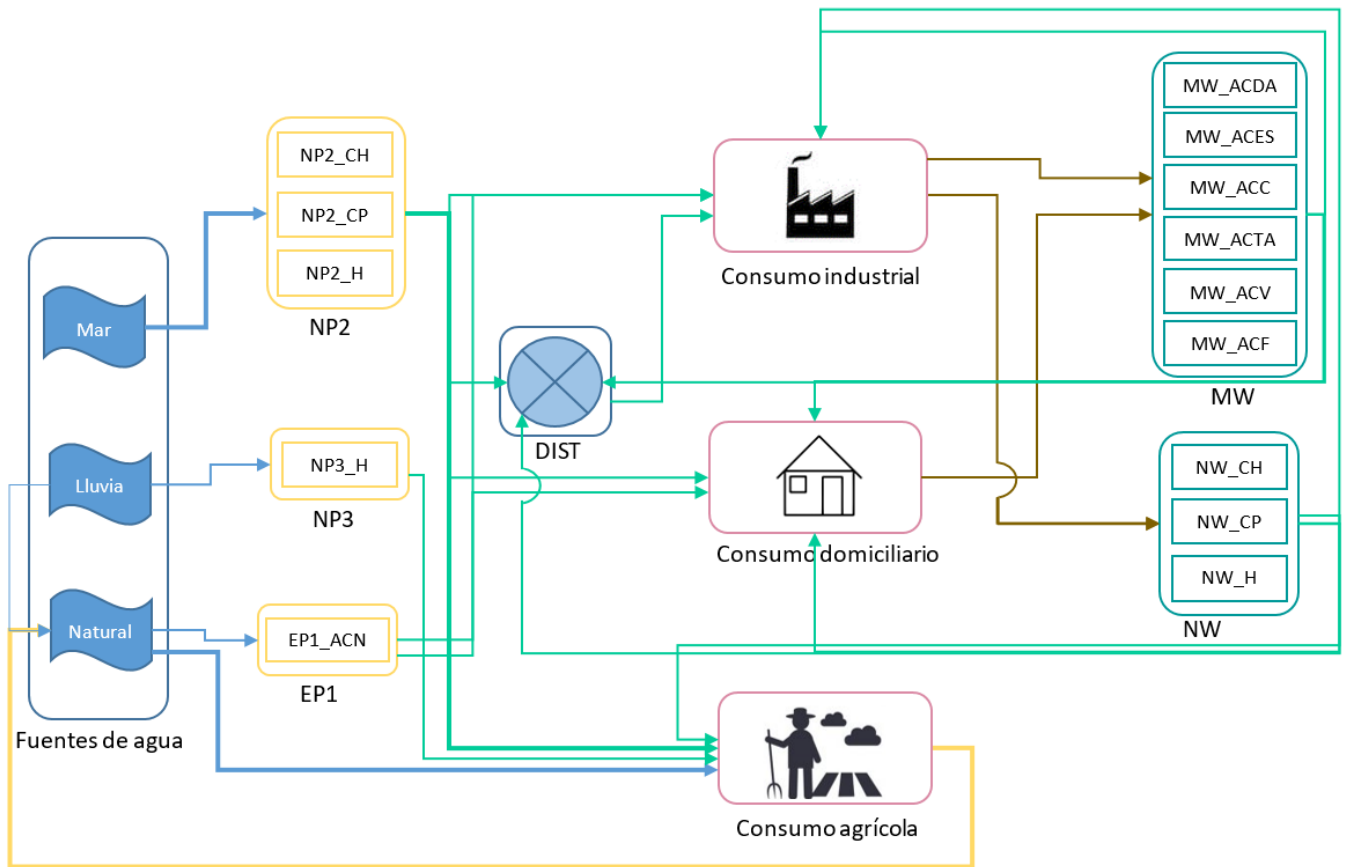 Mar
Lluvia
Natural
Fuentes de agua
NP2_CH
NP2_CP
NP2_H
NP2
NP3_H
NP3
EP1_ACN
EP1
DIST
Consumo industrial
Consumo domiciliario
Consumo agrícola
MW_ACDA
MW_ACES
MW_ACC
MW_ACTA
MW_ACV
MW_ACF
MW
NW_CH
NW_CP
NW_H
NW